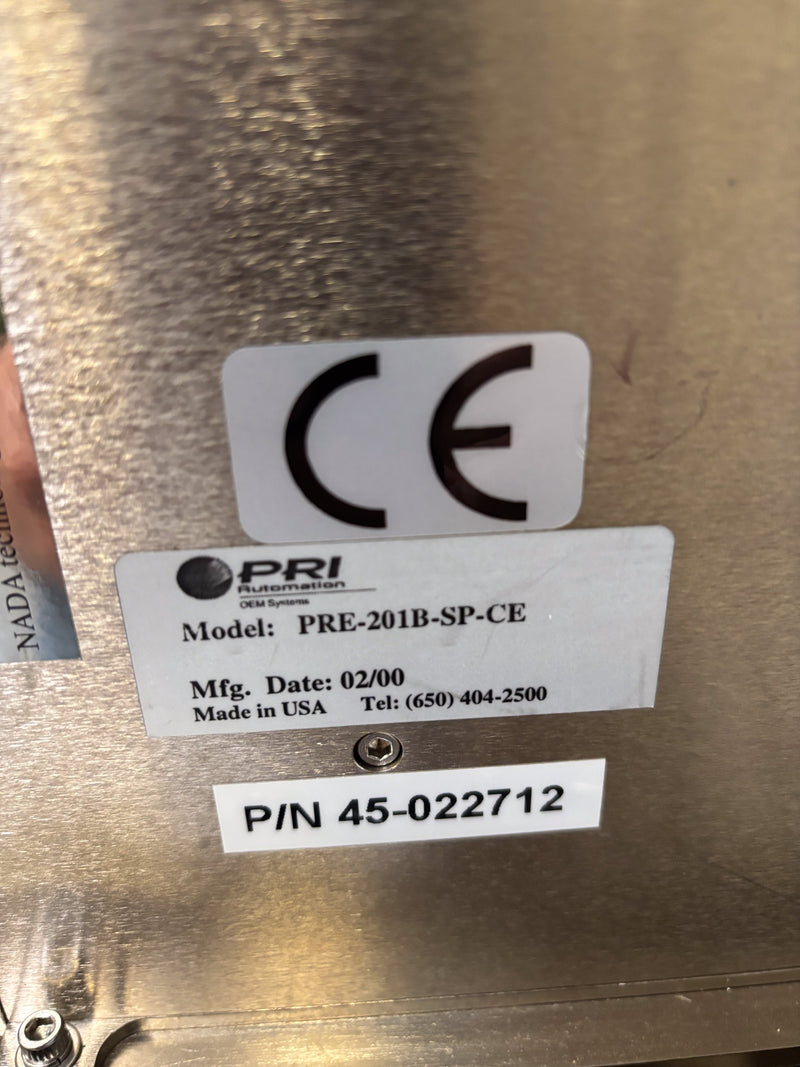 CE
PRI
Automation
OEM Systems
Model: PRE-201B-SP-CE
Mfg. Date: 02/00
Made in USA Tel: (650) 404-2500
P/N 45-022712
NADA